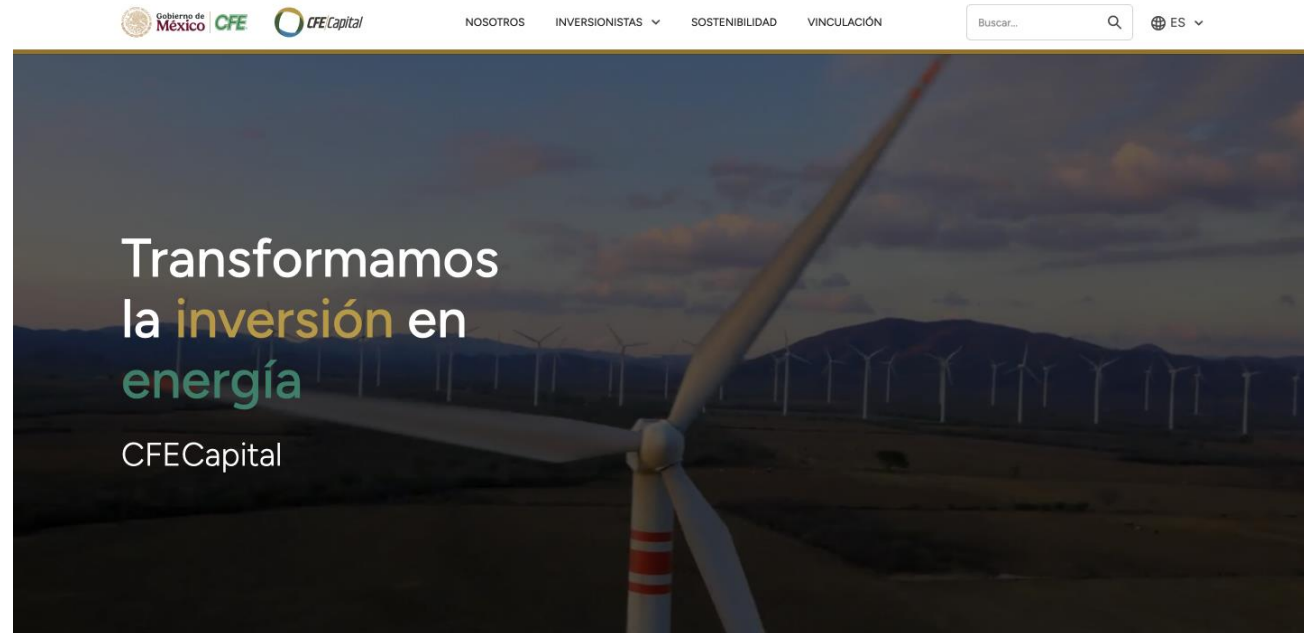 Gobierno de
México
CFE
CFECapital
NOSOTROS
INVERSIONISTAS
SOSTENIBILIDAD
VINCULACIÓN
Buscar...
ES
Transformamos
la inversión en
energía
CFECapital